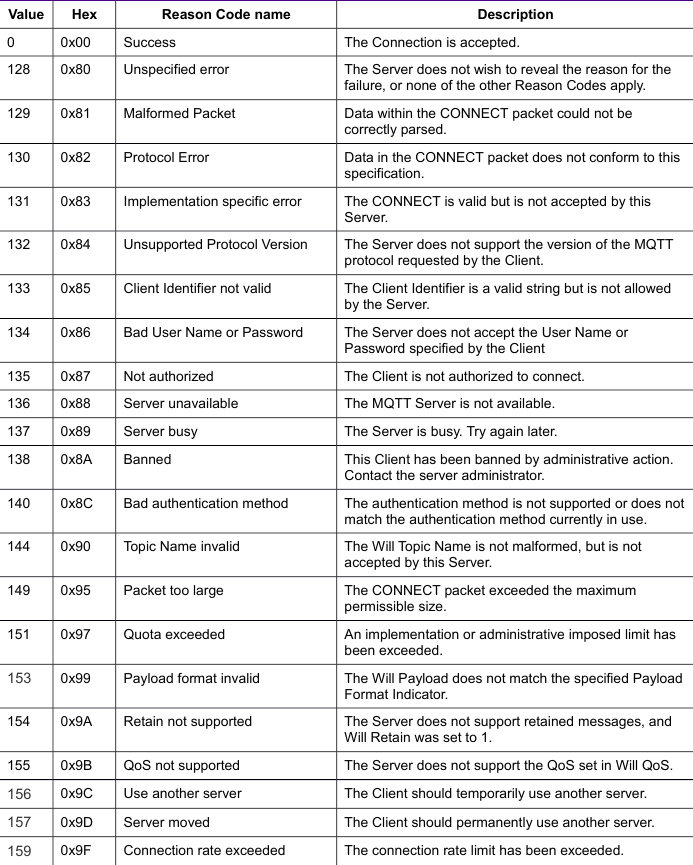 Value Hex Reason Code name Description
0 0x00 Success The Connection is accepted.
128 0x80 Unspecified error The Server does not wish to reveal the reason for the
failure, or none of the other Reason Codes apply.
129 0x81 Malformed Packet Data within the CONNECT packet could not be
correctly parsed.
130 0x82 Protocol Error Data in the CONNECT packet does not conform to this
specification.
131 0x83 Implementation specific error The CONNECT is valid but is not accepted by this
Server.
132 0x84 Unsupported Protocol Version The Server does not support the version of the MQTT
protocol requested by the Client.
133 0x85 Client Identifier not valid The Client Identifier is a valid string but is not allowed
by the Server.
134 0x86 Bad User Name or Password The Server does not accept the User Name or
Password specified by the Client
135 0x87 Not authorized The Client is not authorized to connect.
136 0x88 Server unavailable The MQTT Server is not available.
137 0x89 Server busy The Server is busy. Try again later.
138 0x8A Banned This Client has been banned by administrative action.
Contact the server administrator.
140 0x8C Bad authentication method The authentication method is not supported or does not
match the authentication method currently in use.
144 0x90 Topic Name invalid The Will Topic Name is not malformed, but is not
accepted by this Server.
149 0x95 Packet too large The CONNECT packet exceeded the maximum
permissible size.
151 0x97 Quota exceeded An implementation or administrative imposed limit has
been exceeded.
153 0x99 Payload format invalid The Will Payload does not match the specified Payload
Format Indicator.
154 0x9A Retain not supported The Server does not support retained messages, and
Will Retain was set to 1.
155 0x9B QoS not supported The Server does not support the QoS set in Will QoS.
156 0x9C Use another server The Client should temporarily use another server.
157 0x9D Server moved The Client should permanently use another server.
159 0x9F Connection rate exceeded The connection rate limit has been exceeded.